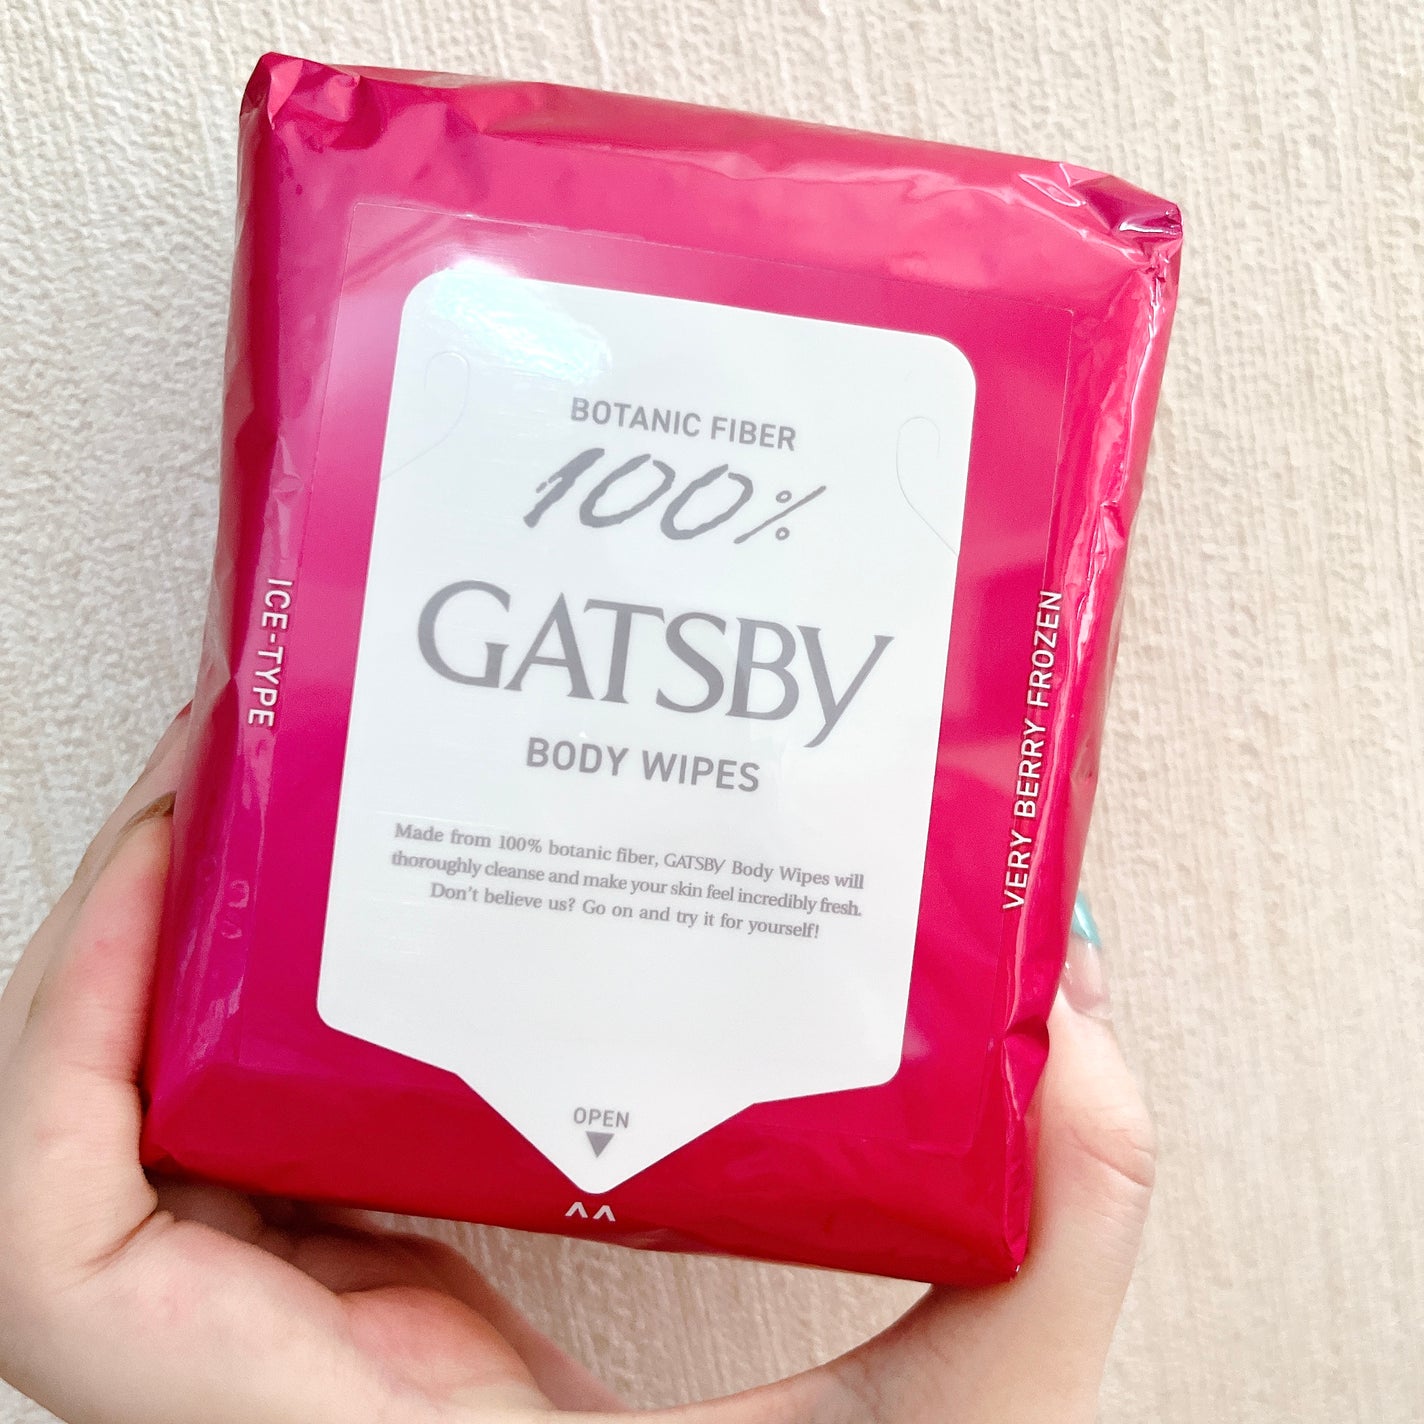 BOTANIC FIBER
100%
GATSBY
BODY WIPES
Made from 100% botanic fiber, GATSBY Body Wipes will
thoroughly cleanse and make your skin feel incredibly fresh.
Don't believe us? Go on and try it for yourself!
OPEN
ICE-TYPE
VERY BERRY FROZEN